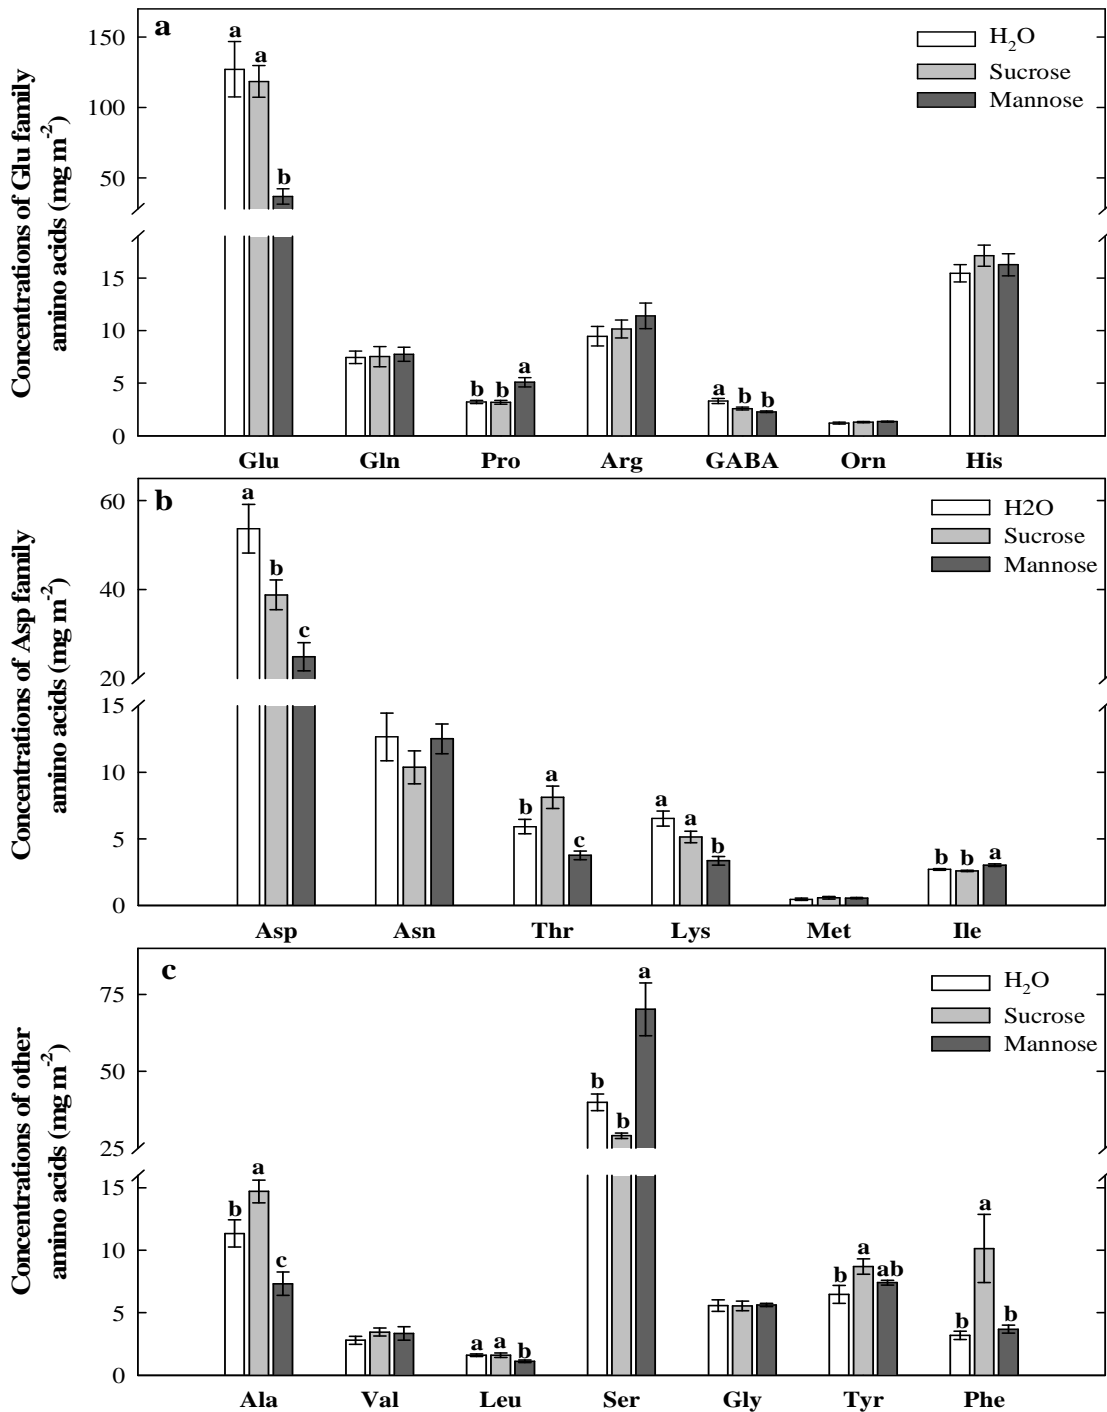 a
H₂O
Sucrose
Mannose
Concentrations of Glu family
amino acids (mg m⁻²)
150
100
50
15
10
5
0
a a b
b b a
a b b
Glu Gln Pro Arg GABA Orn His
b
H2O
Sucrose
Mannose
Concentrations of Asp family
amino acids (mg m⁻²)
60
40
20
15
10
5
0
a b c
b a c
a a b
b b a
Asp Asn Thr Lys Met Ile
c
H₂O
Sucrose
Mannose
Concentrations of other
amino acids (mg m⁻²)
75
50
25
15
10
5
0
b a c
a a b
b b a
b a ab
b a b
Ala Val Leu Ser Gly Tyr Phe